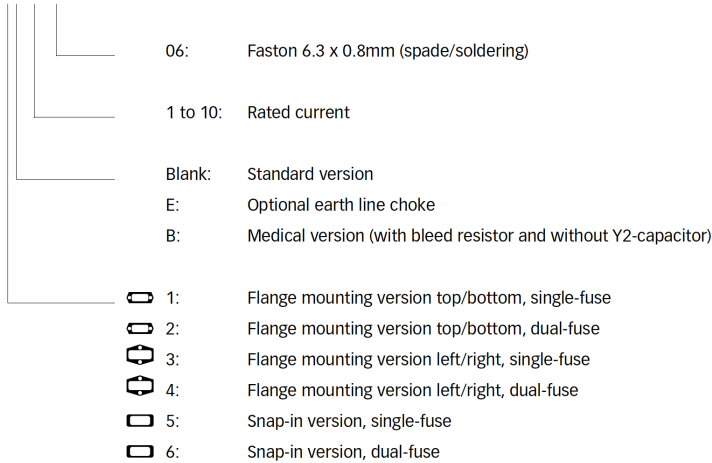 06: Faston 6.3 x 0.8mm (spade/soldering)
1 to 10: Rated current
Blank: Standard version
E: Optional earth line choke
B: Medical version (with bleed resistor and without Y2-capacitor)
1: Flange mounting version top/bottom, single-fuse
2: Flange mounting version top/bottom, dual-fuse
3: Flange mounting version left/right, single-fuse
4: Flange mounting version left/right, dual-fuse
5: Snap-in version, single-fuse
6: Snap-in version, dual-fuse